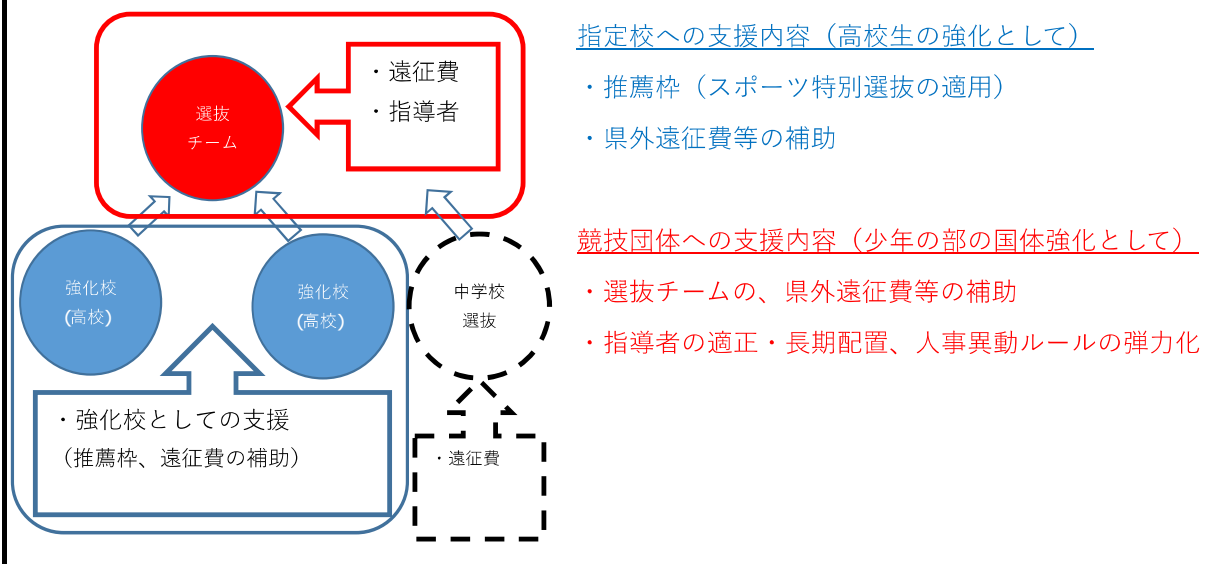 選抜
チーム
・遠征費
・指導者
強化校
(高校)
強化校
(高校)
中学校
選抜
・強化校としての支援
（推薦枠、遠征費の補助）
・遠征費
指定校への支援内容（高校生の強化として）
・推薦枠（スポーツ特別選抜の適用）
・県外遠征費等の補助
競技団体への支援内容（少年の部の国体強化として）
・選抜チームの、県外遠征費等の補助
・指導者の適正・長期配置、人事異動ルールの弾力化